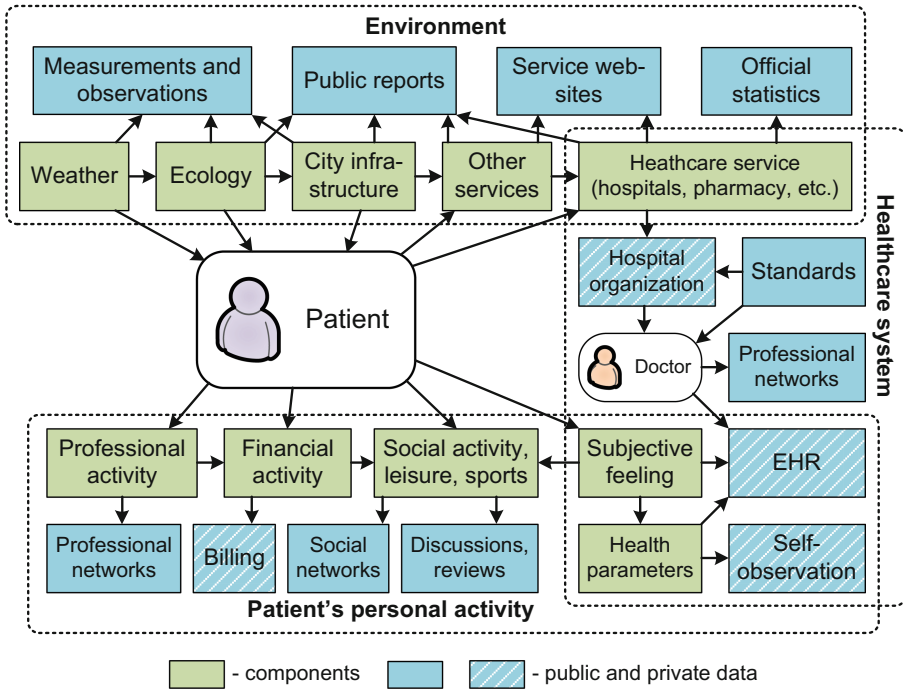 Environment
Measurements and
observations
Public reports
Service web-
sites
Official
statistics
Weather
Ecology
City infra-
structure
Other
services
Heathcare service
(hospitals, pharmacy, etc.)
Healthcare system
Hospital
organization
Standards
Patient
Doctor
Professional
networks
Professional
activity
Financial
activity
Social activity,
leisure, sports
Subjective
feeling
EHR
Professional
networks
Billing
Social
networks
Discussions,
reviews
Health
parameters
Self-
observation
Patient's personal activity
- components
- public and private data